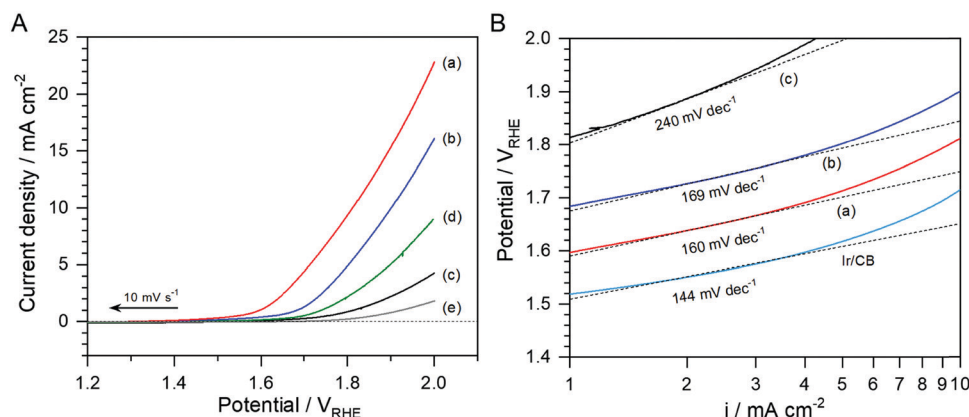 A
Current density / mA cm⁻²
25
20
15
10
5
0
(a)
(b)
(d)
(c)
(e)
10 mV s⁻¹
1.2 1.4 1.6 1.8 2.0
Potential / V_RHE
B
Potential / V_RHE
2.0
1.9
1.8
1.7
1.6
1.5
1.4
(c)
240 mV dec⁻¹
(b)
169 mV dec⁻¹
(a)
160 mV dec⁻¹
Ir/CB
144 mV dec⁻¹
1 2 3 4 5 6 7 8 9 10
j / mA cm⁻²